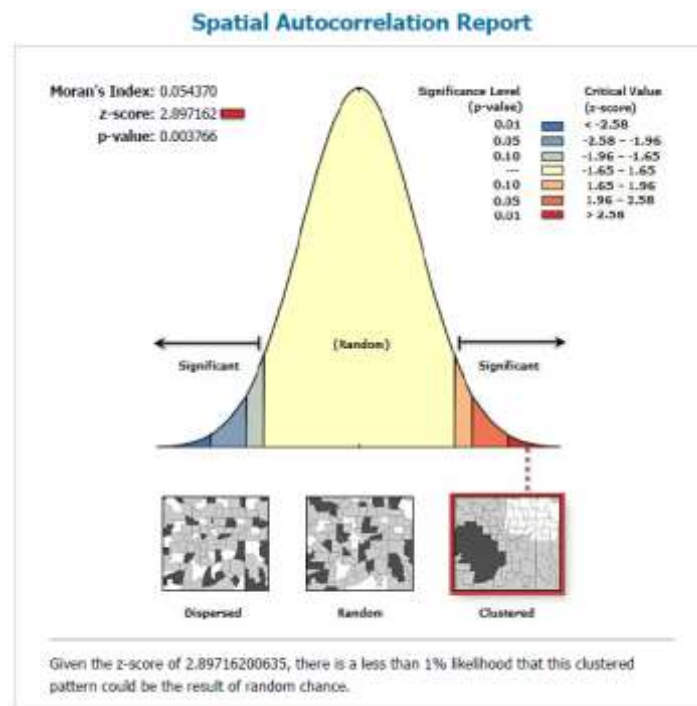 Spatial Autocorrelation Report
Moran's Index: 0.054370
z-score: 2.897162
p-value: 0.003766
Significance Level (p-value)
Critical Value (z-score)
0.01 < -2.58
0.05 -2.58 – -1.96
0.10 -1.96 – -1.65
--- -1.65 – 1.65
0.10 1.65 – 1.96
0.05 1.96 – 2.58
0.01 > 2.58
(Random)
Significant
Significant
Dispersed
Random
Clustered
Given the z-score of 2.89716200635, there is a less than 1% likelihood that this clustered
pattern could be the result of random chance.